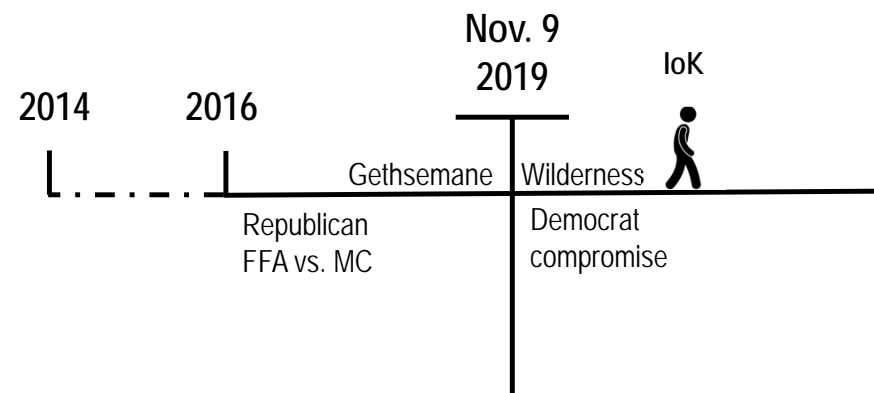 Nov. 9
2019
IoK
2014
2016
Gethsemane
Wilderness
Republican
FFA vs. MC
Democrat
compromise